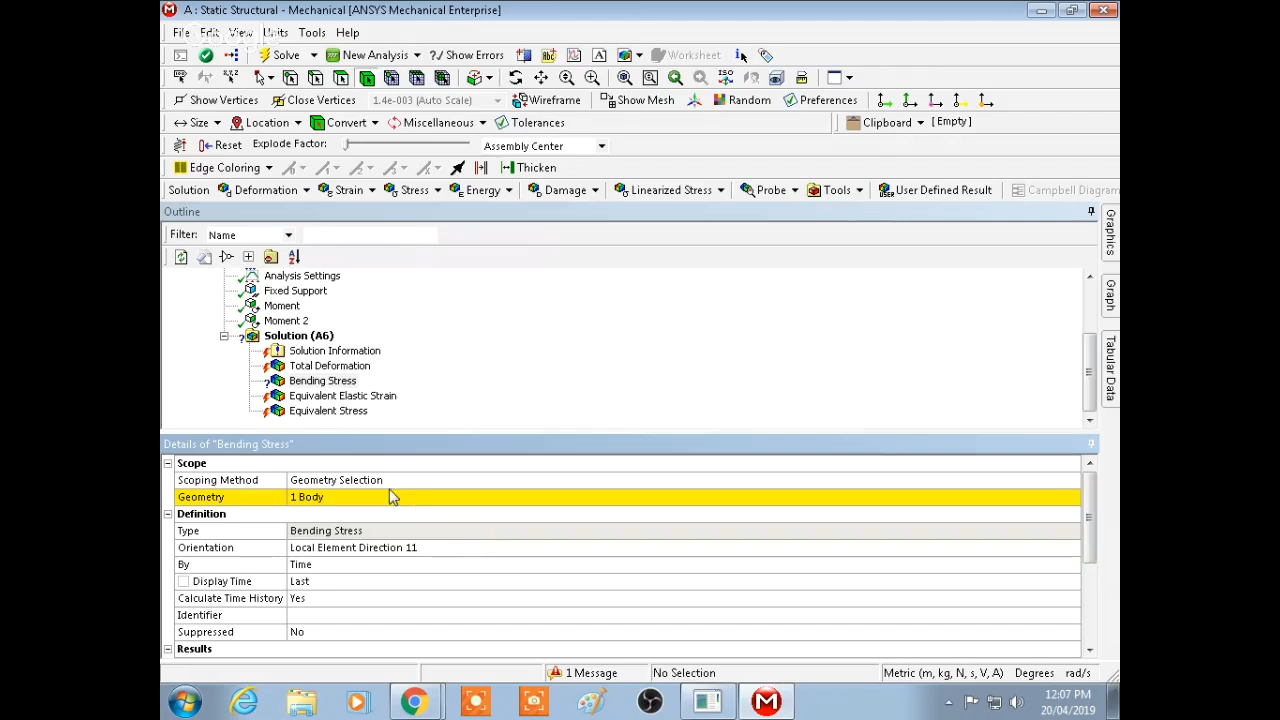 A : Static Structural - Mechanical [ANSYS Mechanical Enterprise]
File Edit View Units Tools Help
Solve New Analysis ?/ Show Errors Worksheet
Show Vertices Close Vertices 1.4e-003 (Auto Scale) Wireframe Show Mesh Random Preferences
Size Location Convert Miscellaneous Tolerances Clipboard [Empty]
Reset Explode Factor: Assembly Center
Edge Coloring Thicken
Solution Deformation Strain Stress Energy Damage Linearized Stress Probe Tools User Defined Result Campbell Diagram
Outline
Filter: Name
Analysis Settings
Fixed Support
Moment
Moment 2
Solution (A6)
Solution Information
Total Deformation
Bending Stress
Equivalent Elastic Strain
Equivalent Stress
Graphics
Graph
Tabular Data
Details of "Bending Stress"
Scope
Scoping Method Geometry Selection
Geometry 1 Body
Definition
Type Bending Stress
Orientation Local Element Direction 11
By Time
Display Time Last
Calculate Time History Yes
Identifier
Suppressed No
Results
1 Message No Selection Metric (m, kg, N, s, V, A) Degrees rad/s
12:07 PM
20/04/2019